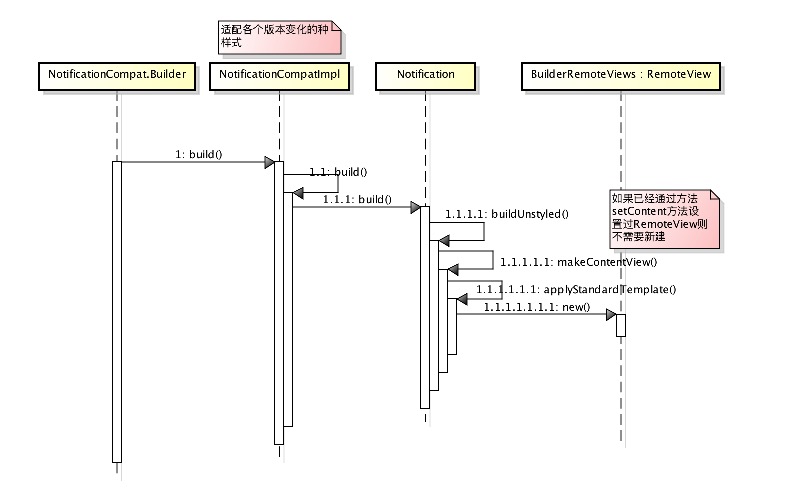 适配各个版本变化的种
样式
NotificationCompat.Builder
NotificationCompatImpl
Notification
BuilderRemoteViews : RemoteView
1: build()
1.1: build()
1.1.1: build()
如果已经通过方法
setContent方法设
置过RemoteView则
不需要新建
1.1.1.1: buildUnstyled()
1.1.1.1.1: makeContentView()
1.1.1.1.1.1: applyStandardTemplate()
1.1.1.1.1.1.1: new()